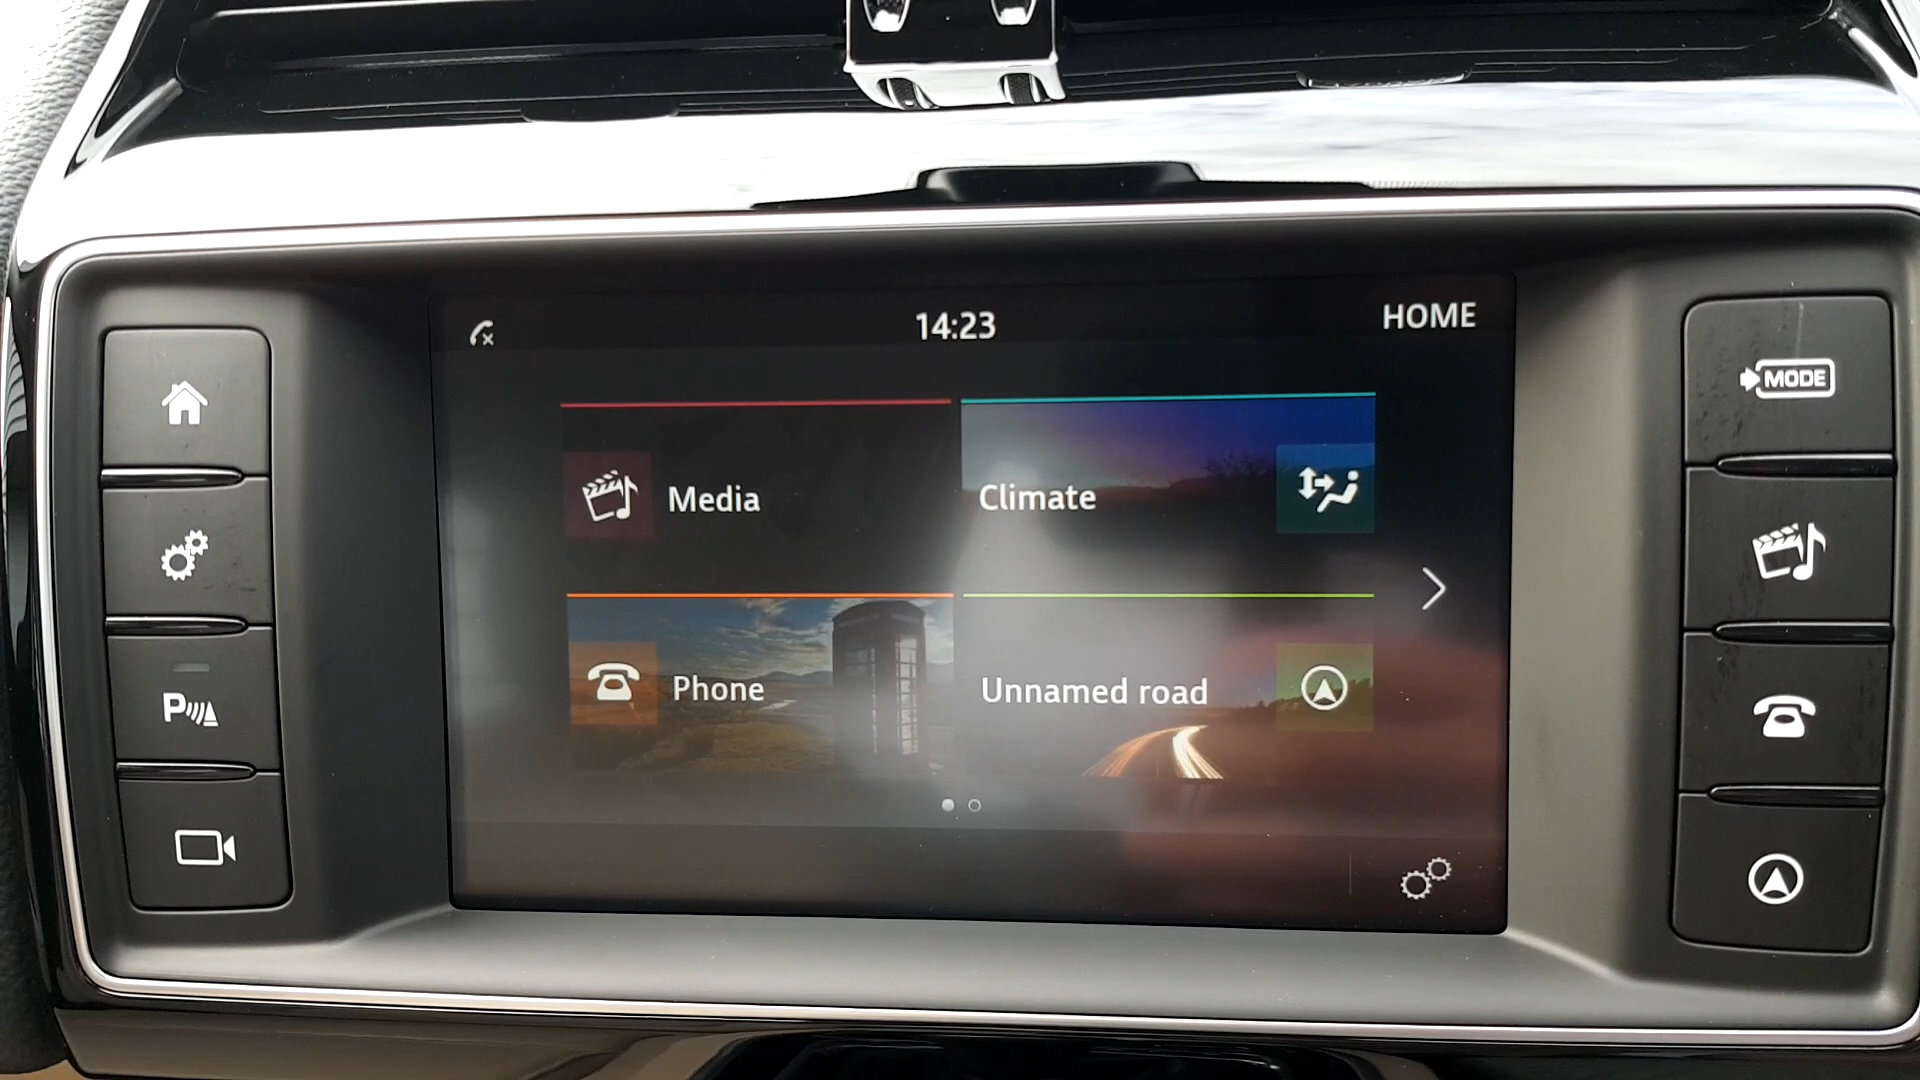 14:23
HOME
MODE
Media
Climate
Phone
Unnamed road
P